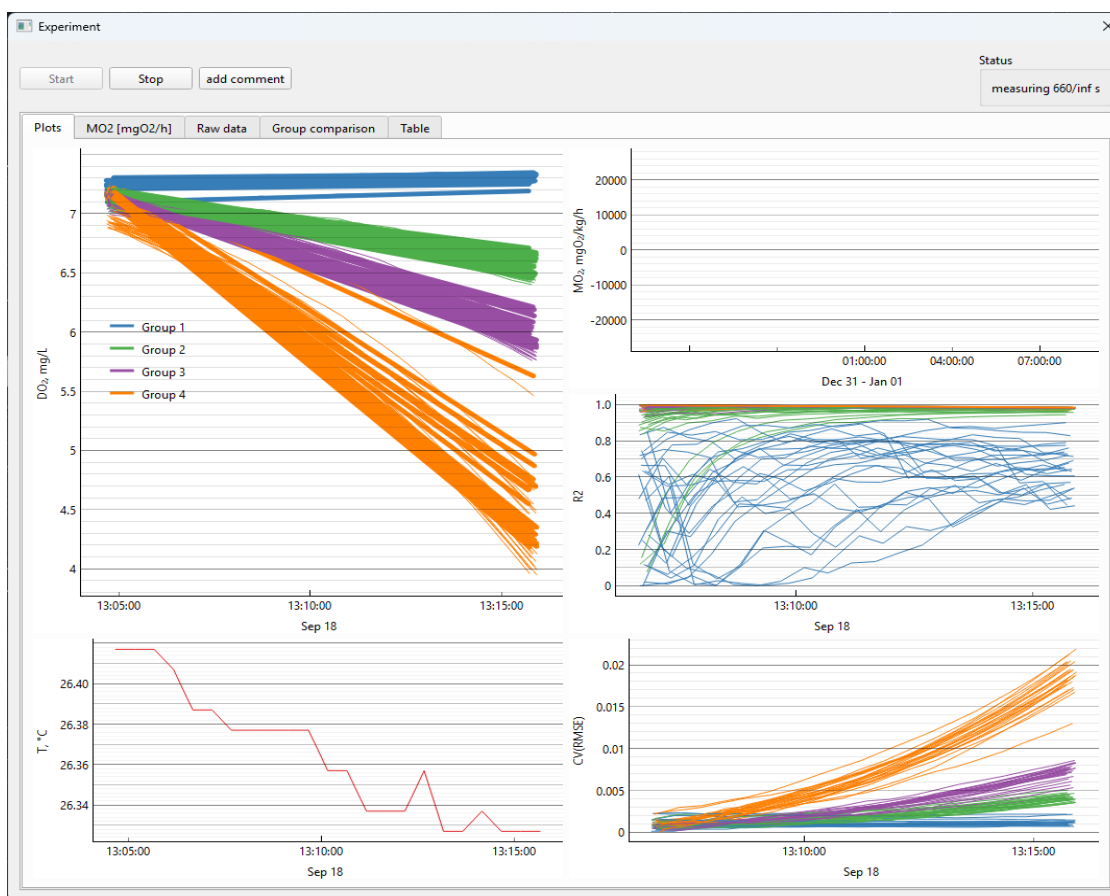 Experiment
Start Stop add comment
Status
measuring 660/inf s
Plots MO2 [mgO2/h] Raw data Group comparison Table
DO₂, mg/L
7
6.5
6
5.5
5
4.5
4
Group 1
Group 2
Group 3
Group 4
13:05:00 13:10:00 13:15:00
Sep 18
MO₂, mgO₂/kg/h
20000
10000
0
-10000
-20000
01:00:00 04:00:00 07:00:00
Dec 31 - Jan 01
R2
1.0
0.8
0.6
0.4
0.2
0
13:10:00 13:15:00
Sep 18
T, °C
26.40
26.38
26.36
26.34
13:05:00 13:10:00 13:15:00
Sep 18
CV(RMSE)
0.02
0.015
0.01
0.005
0
13:10:00 13:15:00
Sep 18